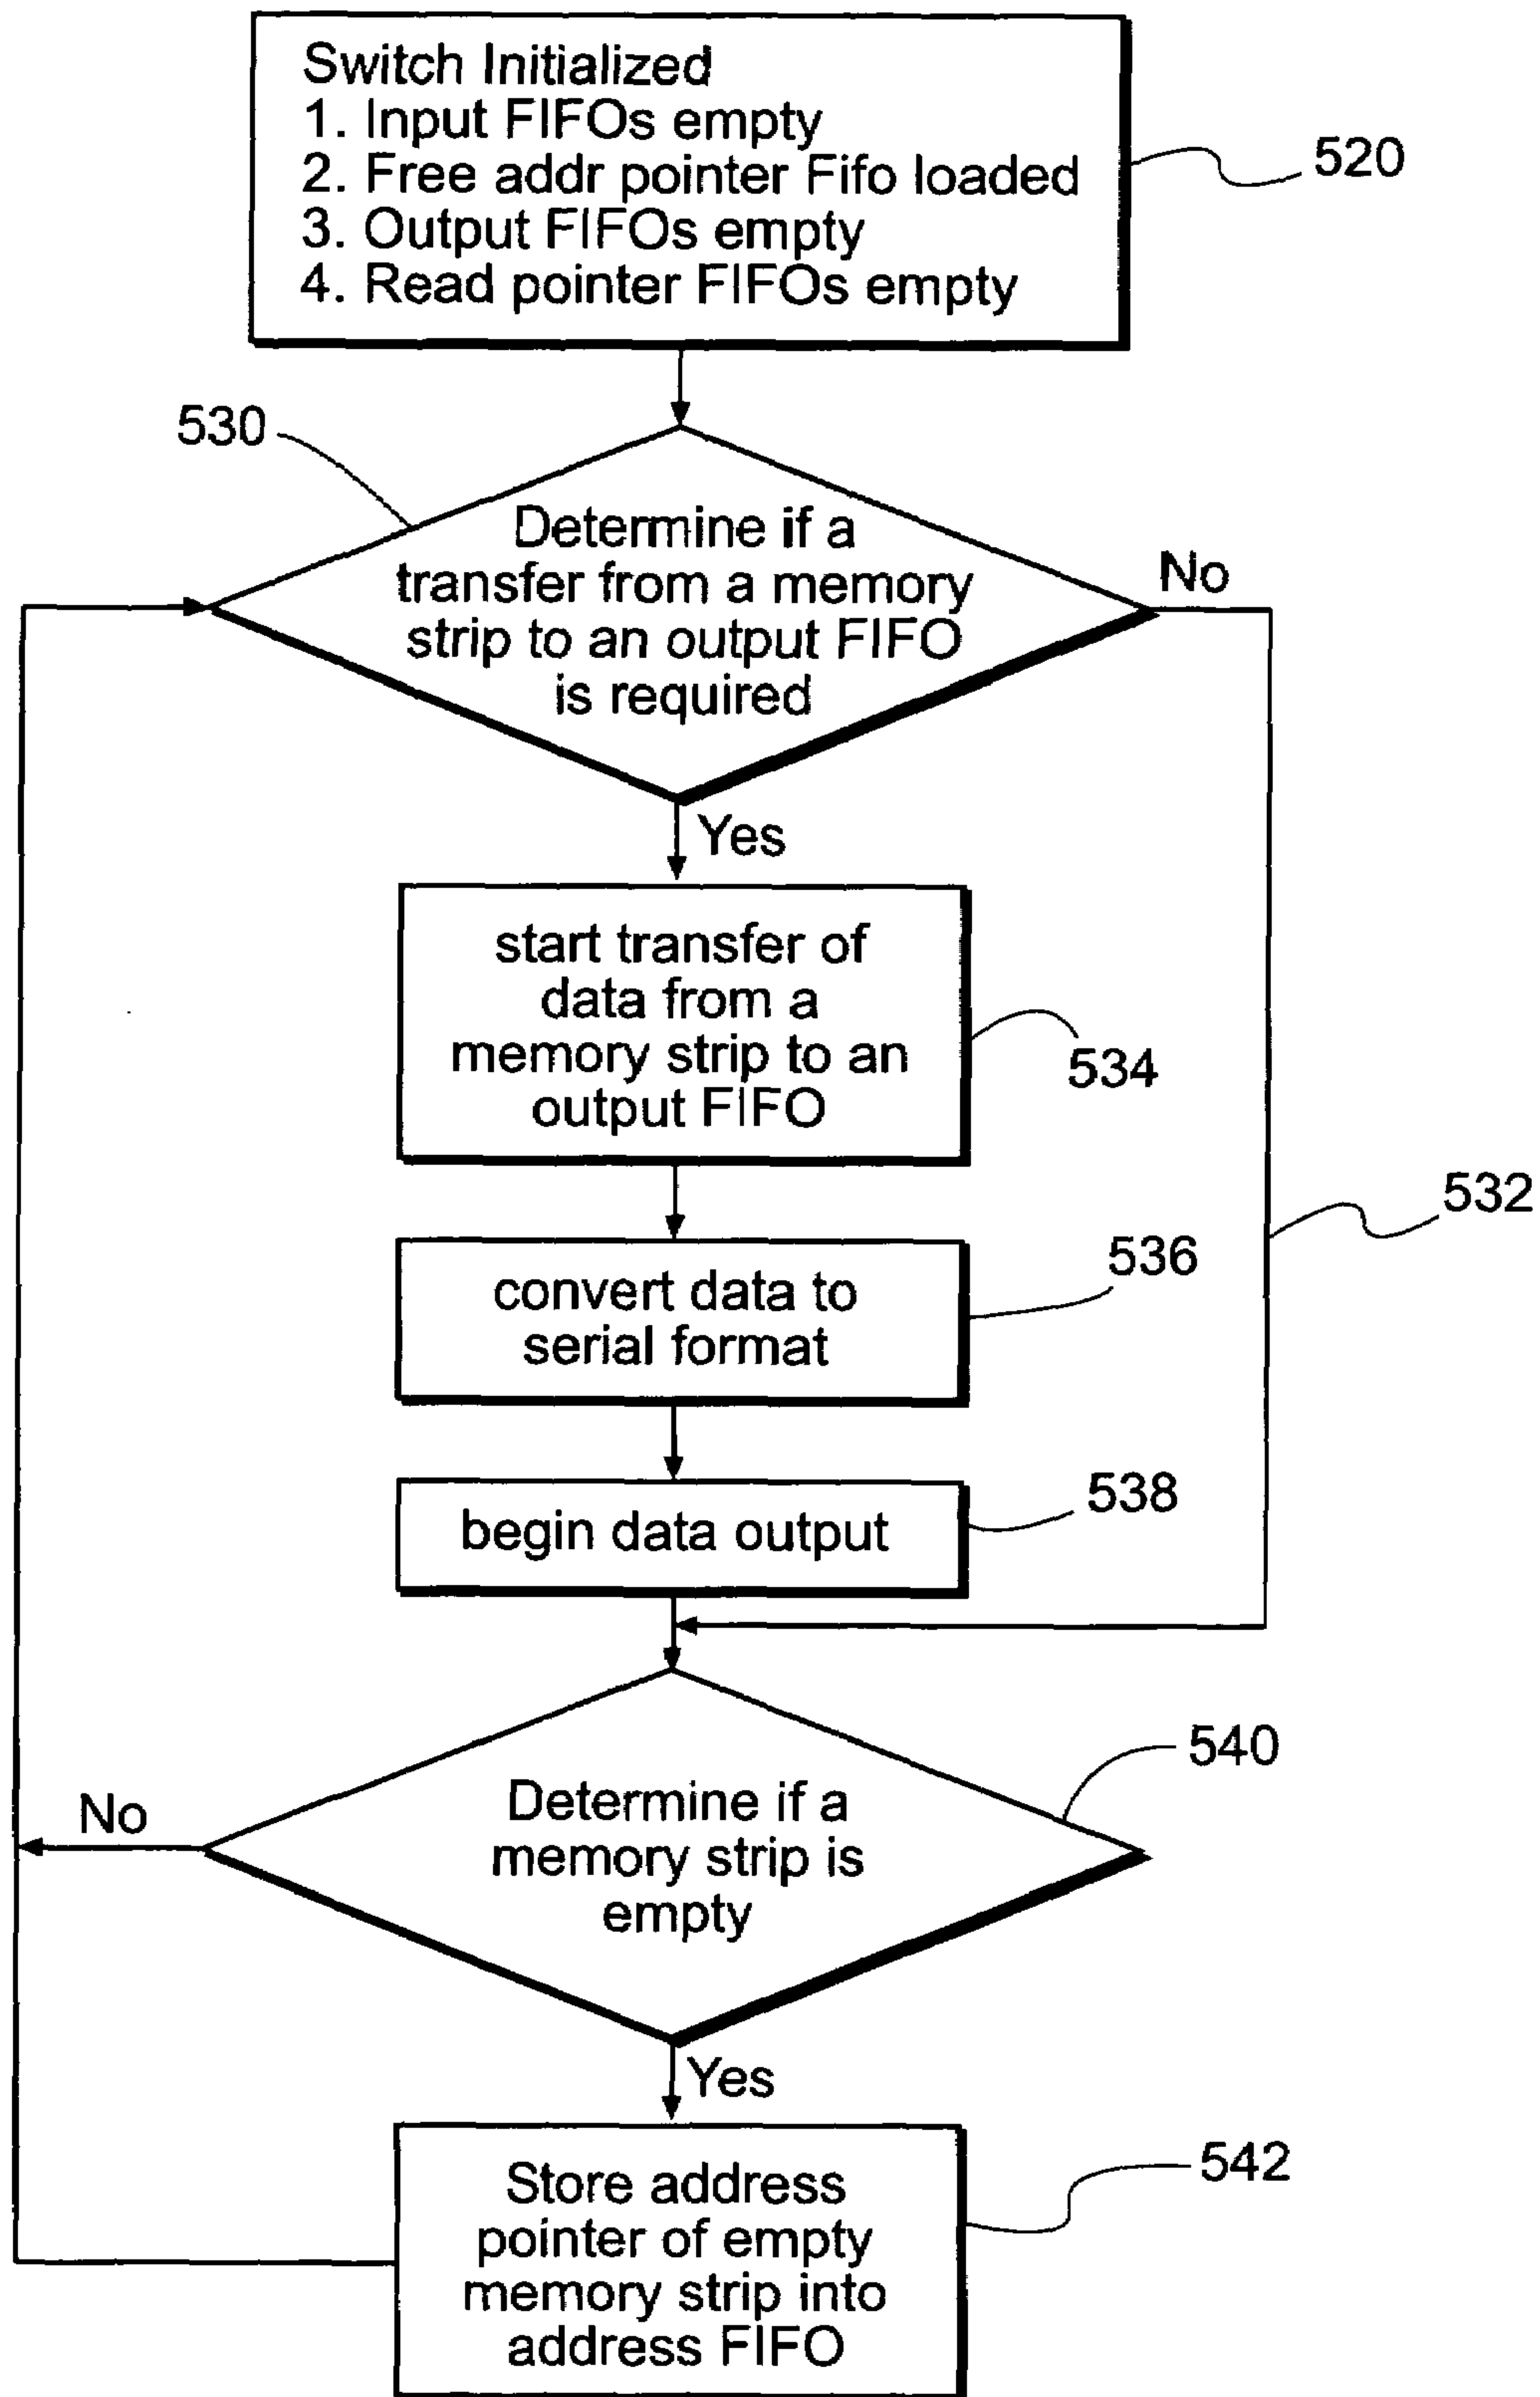 Switch Initialized
1. Input FIFOs empty
2. Free addr pointer Fifo loaded
3. Output FIFOs empty
4. Read pointer FIFOs empty
520
530
Determine if a
transfer from a memory
strip to an output FIFO
is required
No
Yes
start transfer of
data from a
memory strip to an
output FIFO
534
532
convert data to
serial format
536
begin data output
538
540
Determine if a
memory strip is
empty
No
Yes
Store address
pointer of empty
memory strip into
address FIFO
542